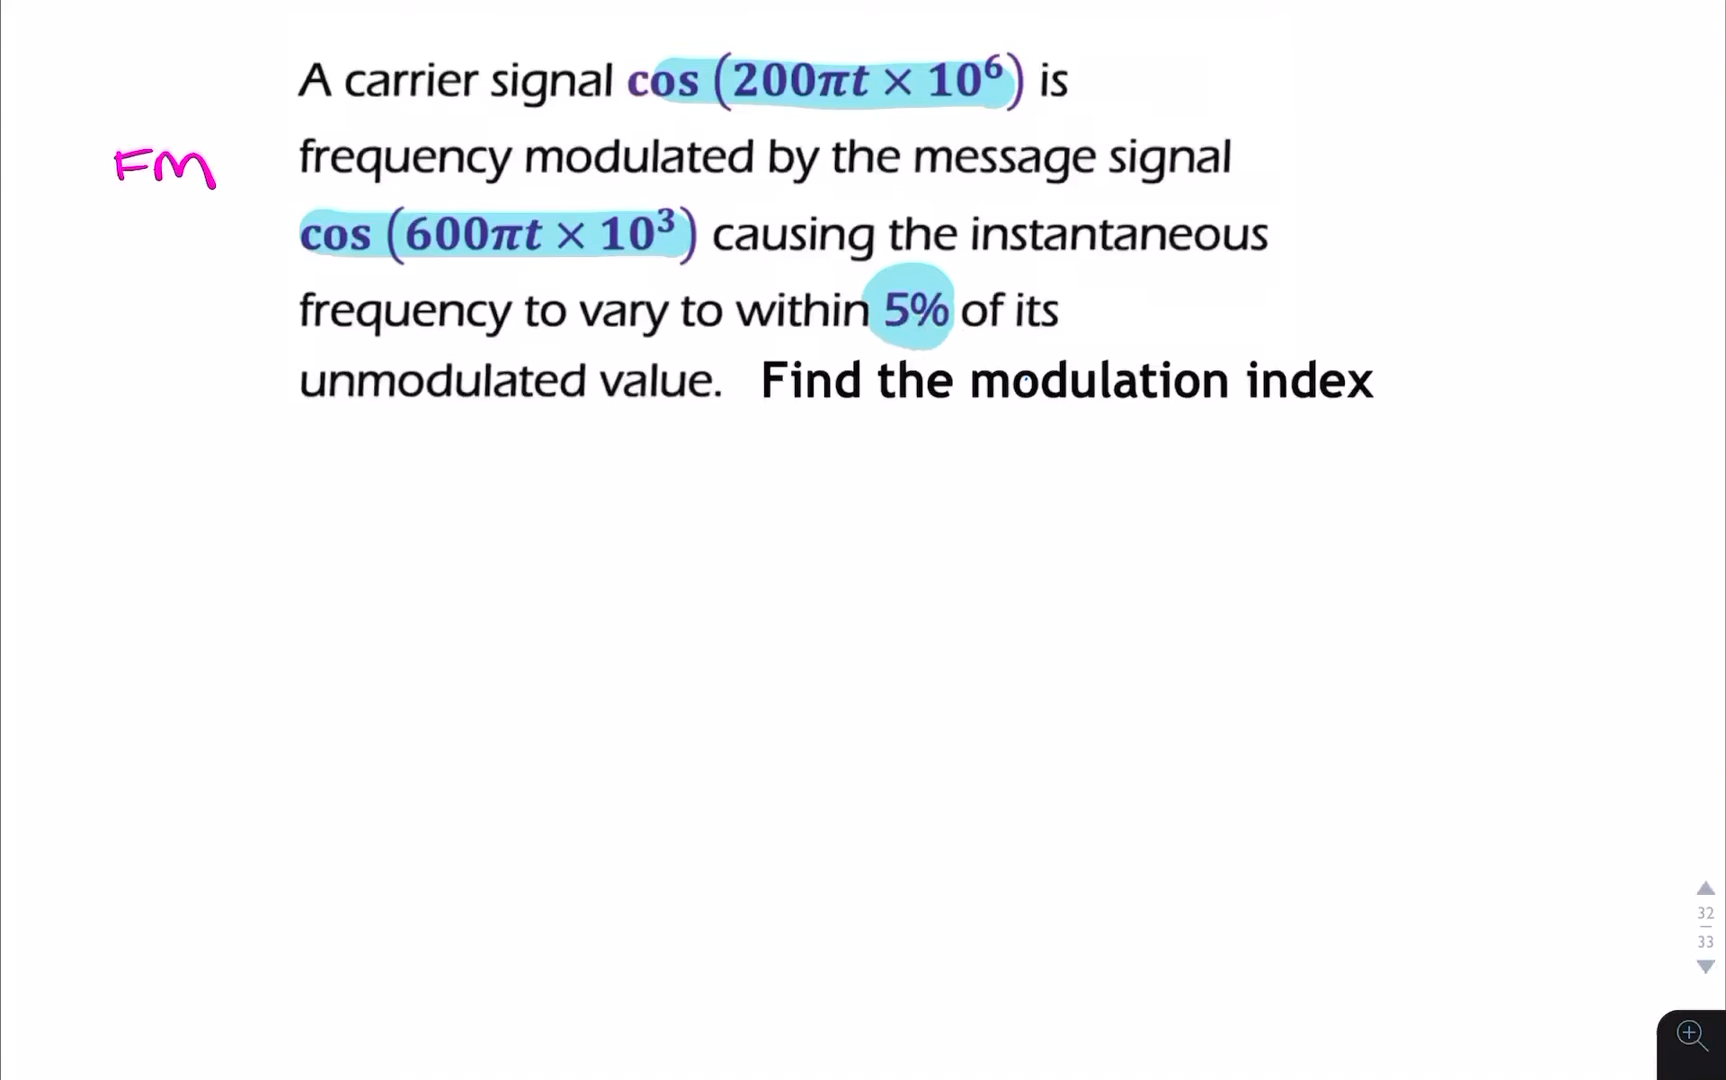 A carrier signal cos (200πt × 10⁶) is
FM frequency modulated by the message signal
cos (600πt × 10³) causing the instantaneous
frequency to vary to within 5% of its
unmodulated value. Find the modulation index
32
33